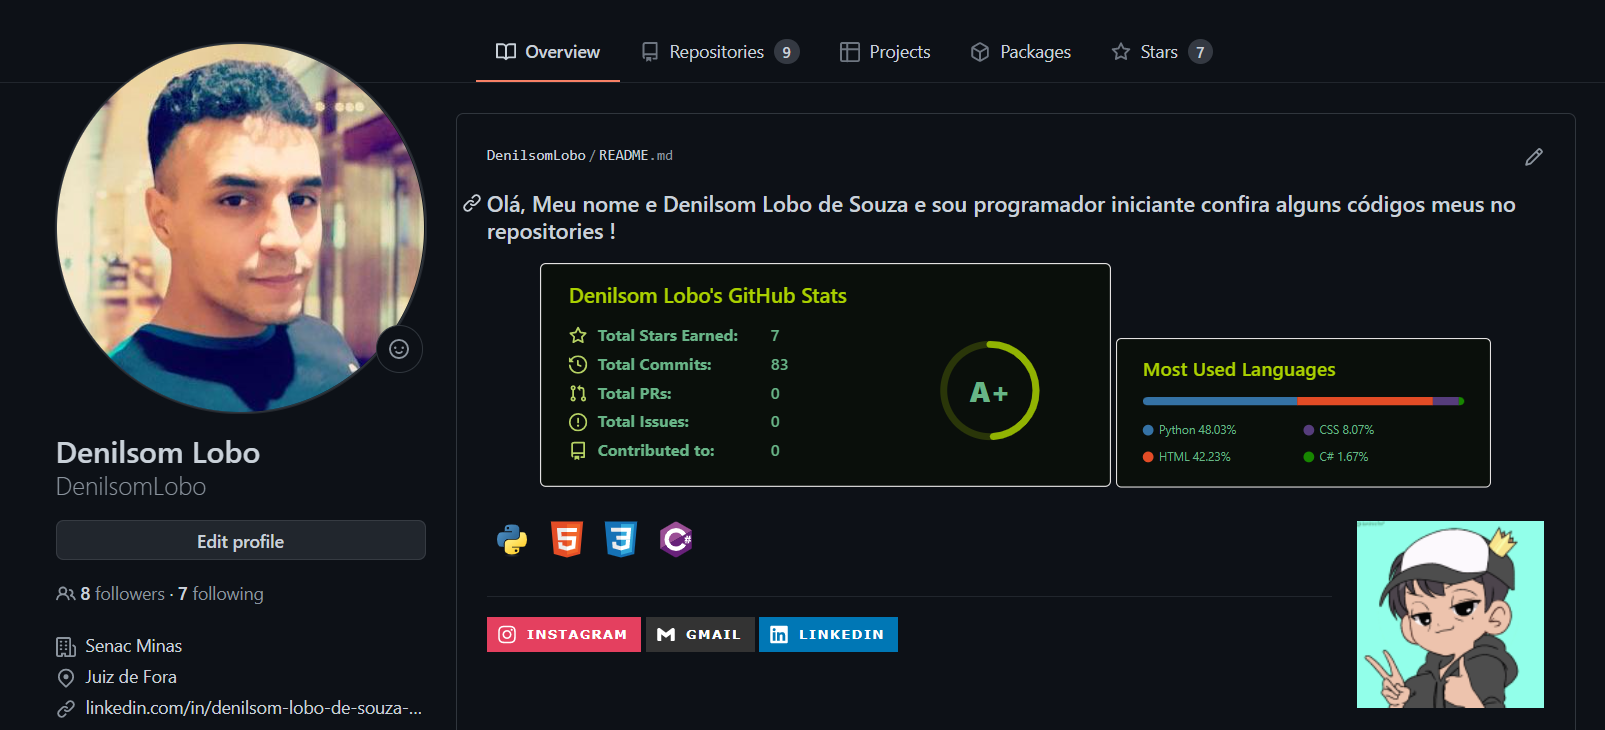 Overview
Repositories 9
Projects
Packages
Stars 7
DenilsomLobo/README.md
Olá, Meu nome e Denilsom Lobo de Souza e sou programador iniciante confira alguns códigos meus no
repositories !
Denilsom Lobo's GitHub Stats
Total Stars Earned: 7
Total Commits: 83
Total PRs: 0
Total Issues: 0
Contributed to: 0
A+
Most Used Languages
Python 48.03%
CSS 8.07%
HTML 42.23%
C# 1.67%
5
3
C#
INSTAGRAM
GMAIL
LINKEDIN
Denilsom Lobo
DenilsomLobo
Edit profile
8 followers · 7 following
Senac Minas
Juiz de Fora
linkedin.com/in/denilsom-lobo-de-souza-...